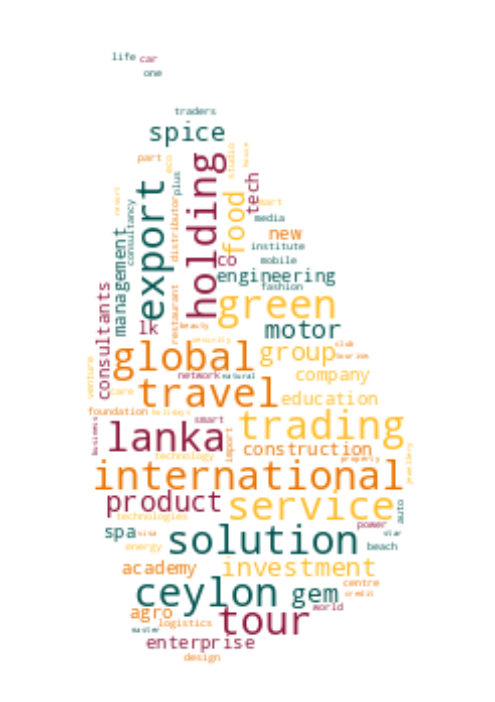 life car
one
traders
spice
part
eco
studio
house
holding
export
plus
distributor
food
tech
mart
resort
consultancy
management
media
new
institute
co
mobile
engineering
fashion
green
lk
restaurant
beauty
motor
consultants
security
club
global
group
tourism
venture
network natural
company
care
travel
education
foundation holidays
smart
trading
business
lanka
import
construction
technology
property
jewellery
international
product
service
auto
technologies
power
spa visa
solution
star
energy
beach
academy
investment
centre
ceylon
gem
credit
agro
world
logistics
tour
master
enterprise
design